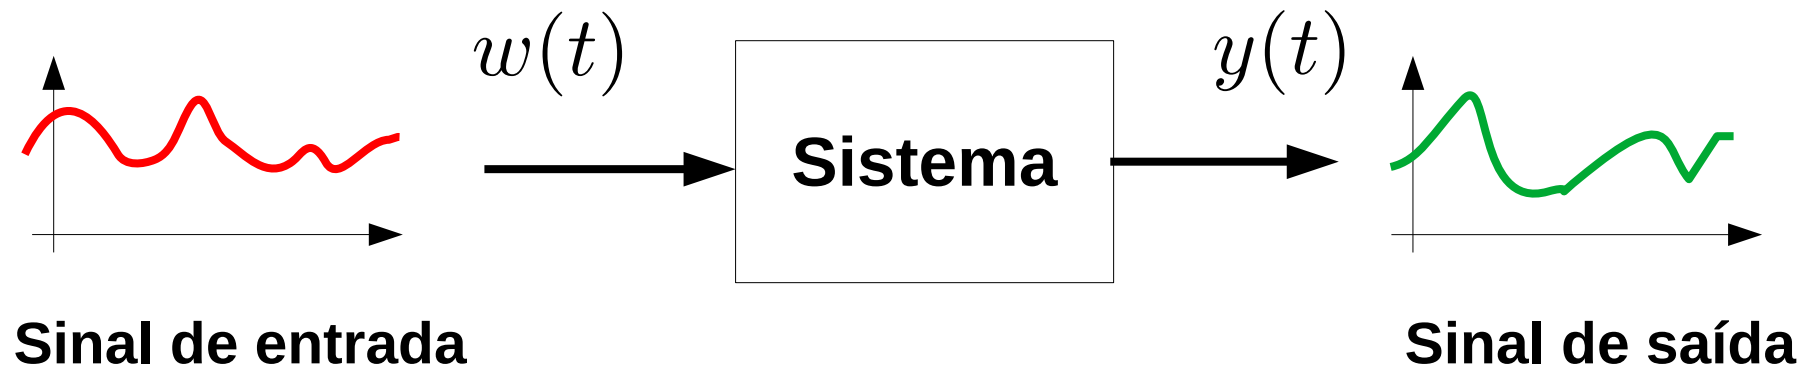 w(t)
y(t)
Sistema
Sinal de entrada
Sinal de saída